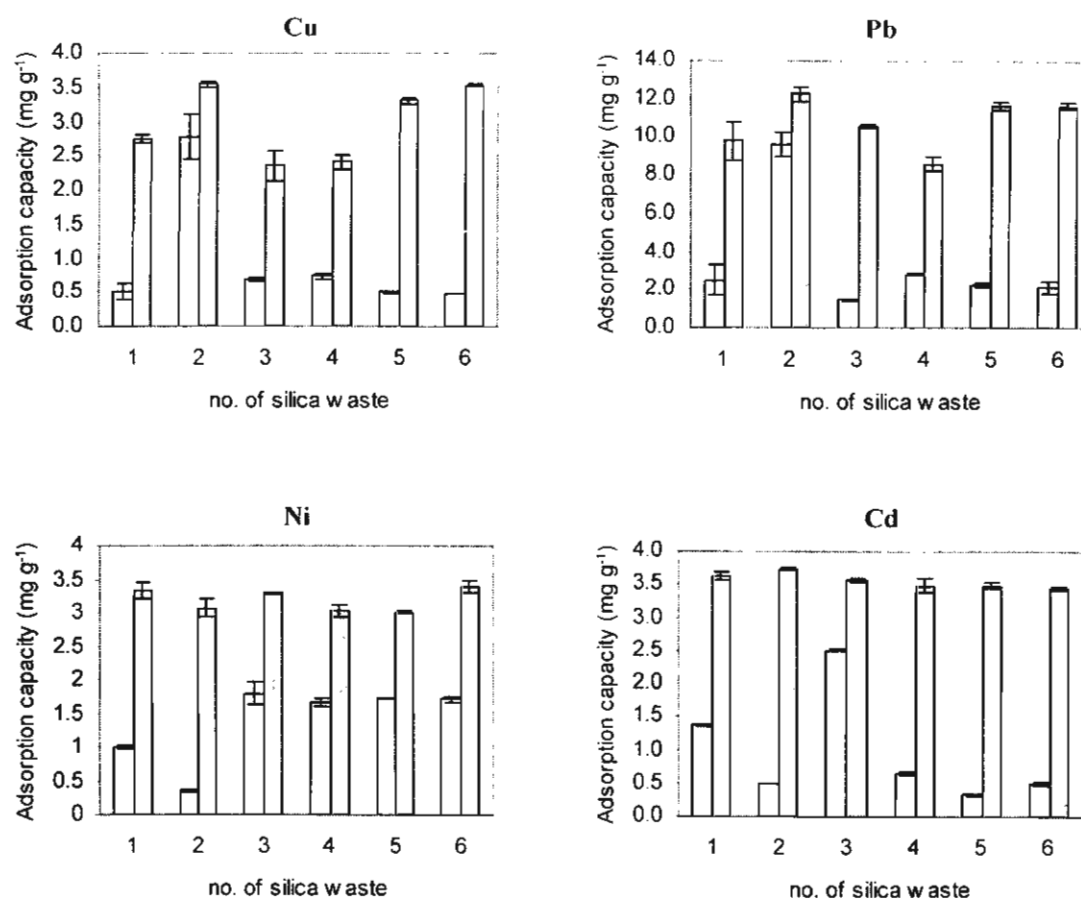 Cu
Adsorption capacity (mg g⁻¹)
4.0
3.5
3.0
2.5
2.0
1.5
1.0
0.5
0.0
1 2 3 4 5 6
no. of silica waste
Pb
Adsorption capacity (mg g⁻¹)
14.0
12.0
10.0
8.0
6.0
4.0
2.0
0.0
1 2 3 4 5 6
no. of silica waste
Ni
Adsorption capacity (mg g⁻¹)
4
3.5
3
2.5
2
1.5
1
0.5
0
1 2 3 4 5 6
no. of silica waste
Cd
Adsorption capacity (mg g⁻¹)
4.0
3.5
3.0
2.5
2.0
1.5
1.0
0.5
0.0
1 2 3 4 5 6
no. of silica waste